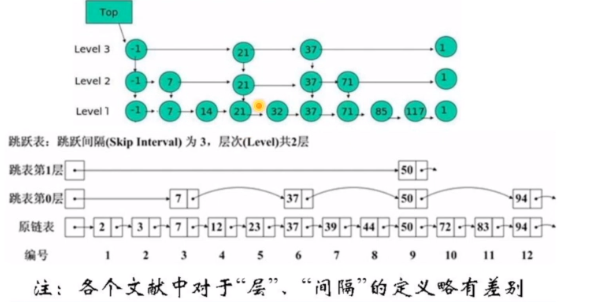 Top
Level 3 -1 21 37 1
Level 2 -1 7 21 37 71 1
Level 1 -1 7 14 21 32 37 71 85 117 1
跳跃表：跳跃间隔(Skip Interval) 为 3，层次(Level)共2层
跳表第1层 50
跳表第0层 7 37 50 94
原链表 2 3 7 12 23 37 39 44 50 72 83 94
编号 1 2 3 4 5 6 7 8 9 10 11 12
注：各个文献中对于“层”、“间隔”的定义略有差别